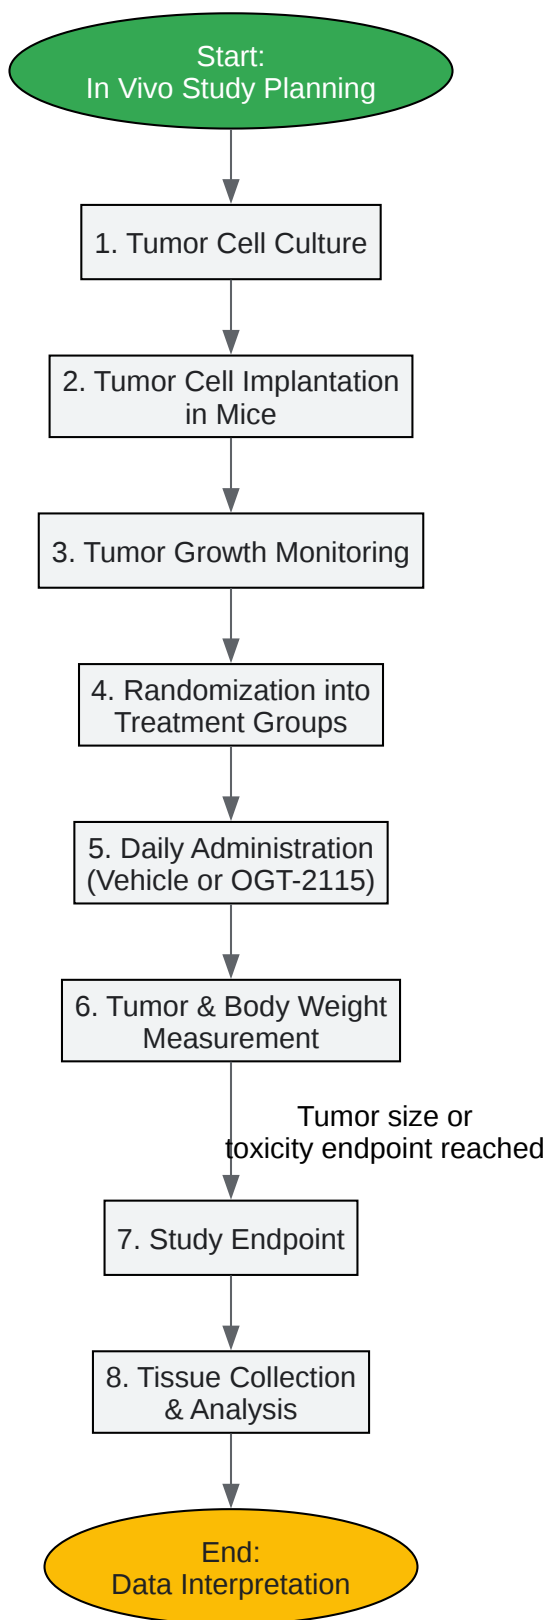 Start:
In Vivo Study Planning
1. Tumor Cell Culture
2. Tumor Cell Implantation
in Mice
3. Tumor Growth Monitoring
4. Randomization into
Treatment Groups
5. Daily Administration
(Vehicle or OGT-2115)
6. Tumor & Body Weight
Measurement
Tumor size or
toxicity endpoint reached
7. Study Endpoint
8. Tissue Collection
& Analysis
End:
Data Interpretation